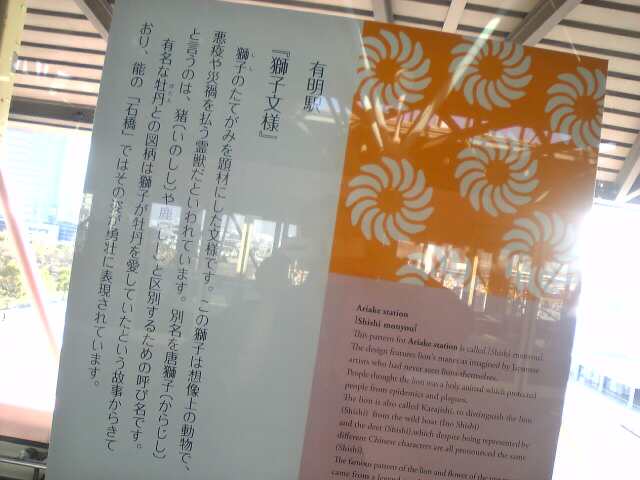 有明駅
『獅子文様』
獅子のたてがみを題材にした文様です。この獅子は想像上の動物で、
悪疫や災禍を払う霊獣だといわれています。別名を唐獅子(からじし)
と言うのは、猪(いのしし)や鹿(しし)と区別するための呼び名です。
有名な牡丹との図柄は獅子が牡丹を愛していたという故事からきて
おり、能の「石橋」ではその姿が勇壮に表現されています。
Ariake station
[Shishi monyou]
This pattern for Ariake station is called [Shishi monyou].
The design features lion's manes as imagined by Japanese
artists who had never seen lions themselves.
People thought the lion was a holy animal which protected
people from epidemics and plagues.
The lion is also called Karajishi, to distinguish the lion
(Shishi) from the wild boar (Ino Shishi)
and the deer (Shishi), which despite being represented by
different Chinese characters are all pronounced the same
(Shishi).
The famous pattern of the lion and flower of the
came from a legend